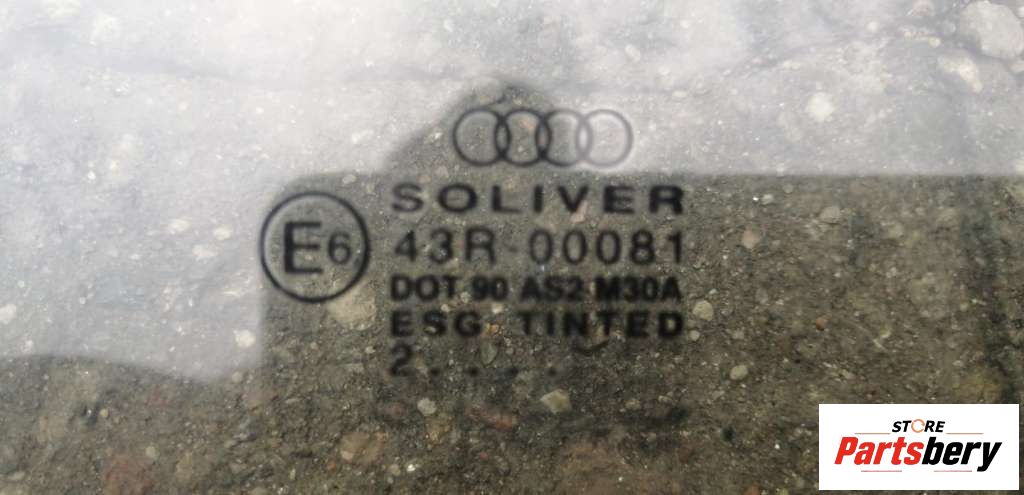 SOLIVER
E6 43R-00081
DOT 90 AS2 M30A
ESG TINTED
2.....
STORE
Partsbery